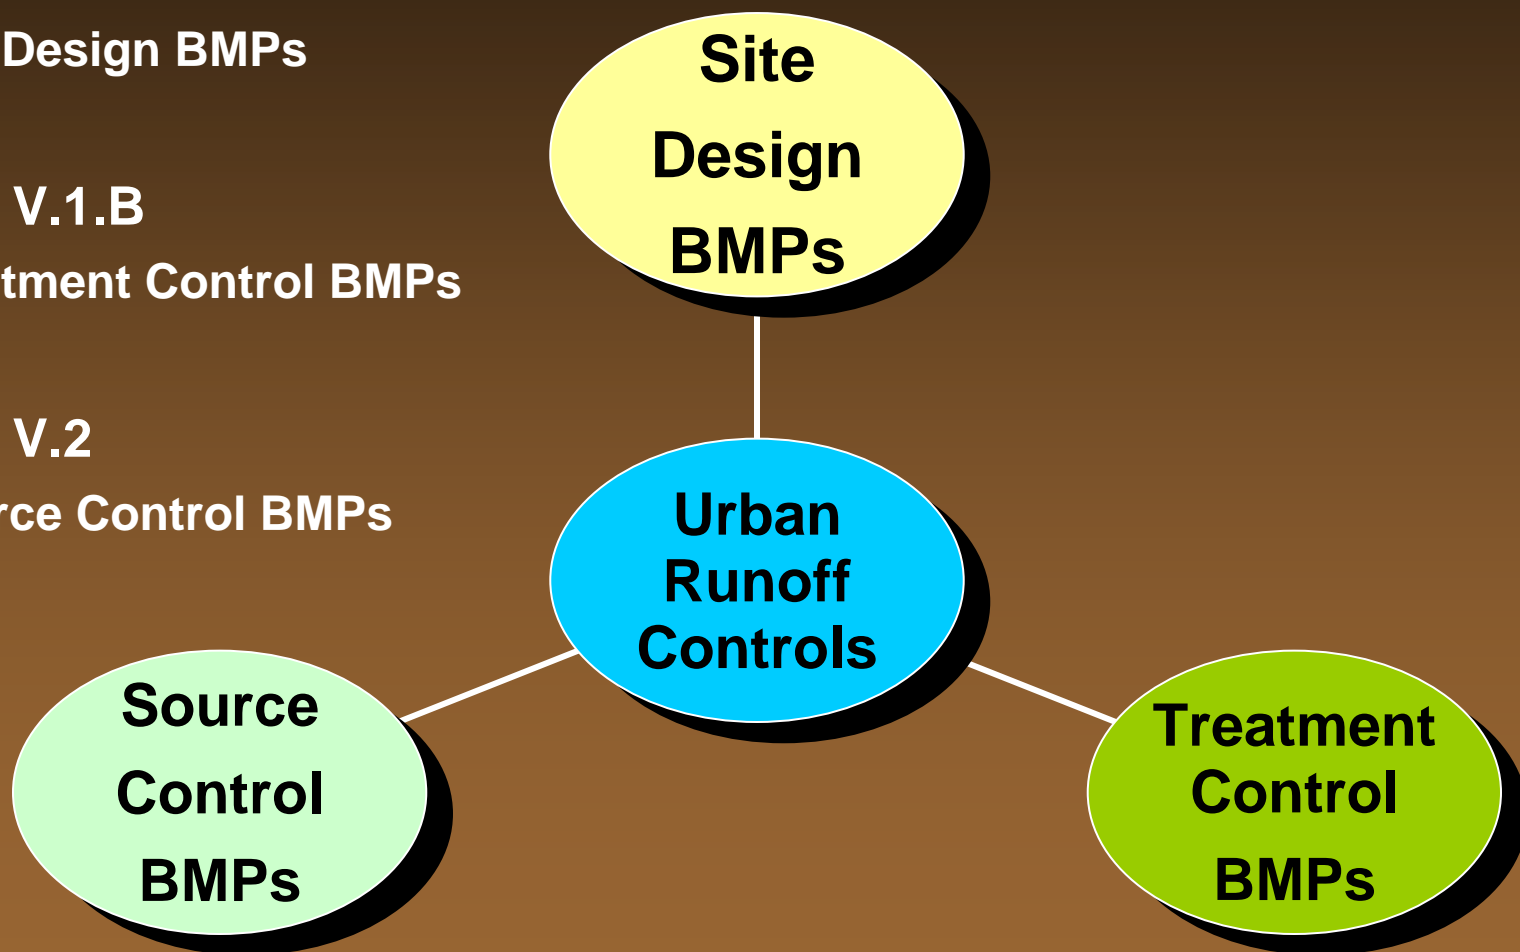 Design BMPs
V.1.B
tment Control BMPs
V.2
rce Control BMPs
Site
Design
BMPs
Urban
Runoff
Controls
Source
Control
BMPs
Treatment
Control
BMPs